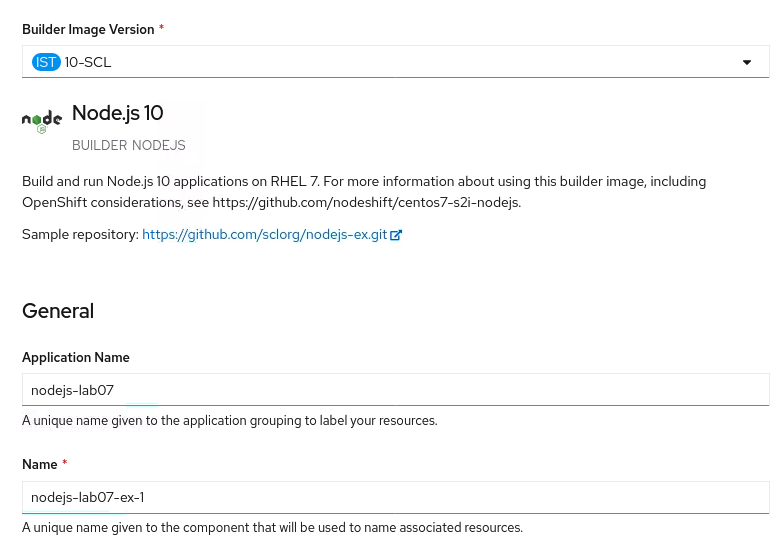 Builder Image Version *
IST 10-SCL
node
JS
Node.js 10
BUILDER NODEJS
Build and run Node.js 10 applications on RHEL 7. For more information about using this builder image, including
OpenShift considerations, see https://github.com/nodeshift/centos7-s2i-nodejs.
Sample repository: https://github.com/sclorg/nodejs-ex.git
General
Application Name
nodejs-lab07
A unique name given to the application grouping to label your resources.
Name *
nodejs-lab07-ex-1
A unique name given to the component that will be used to name associated resources.